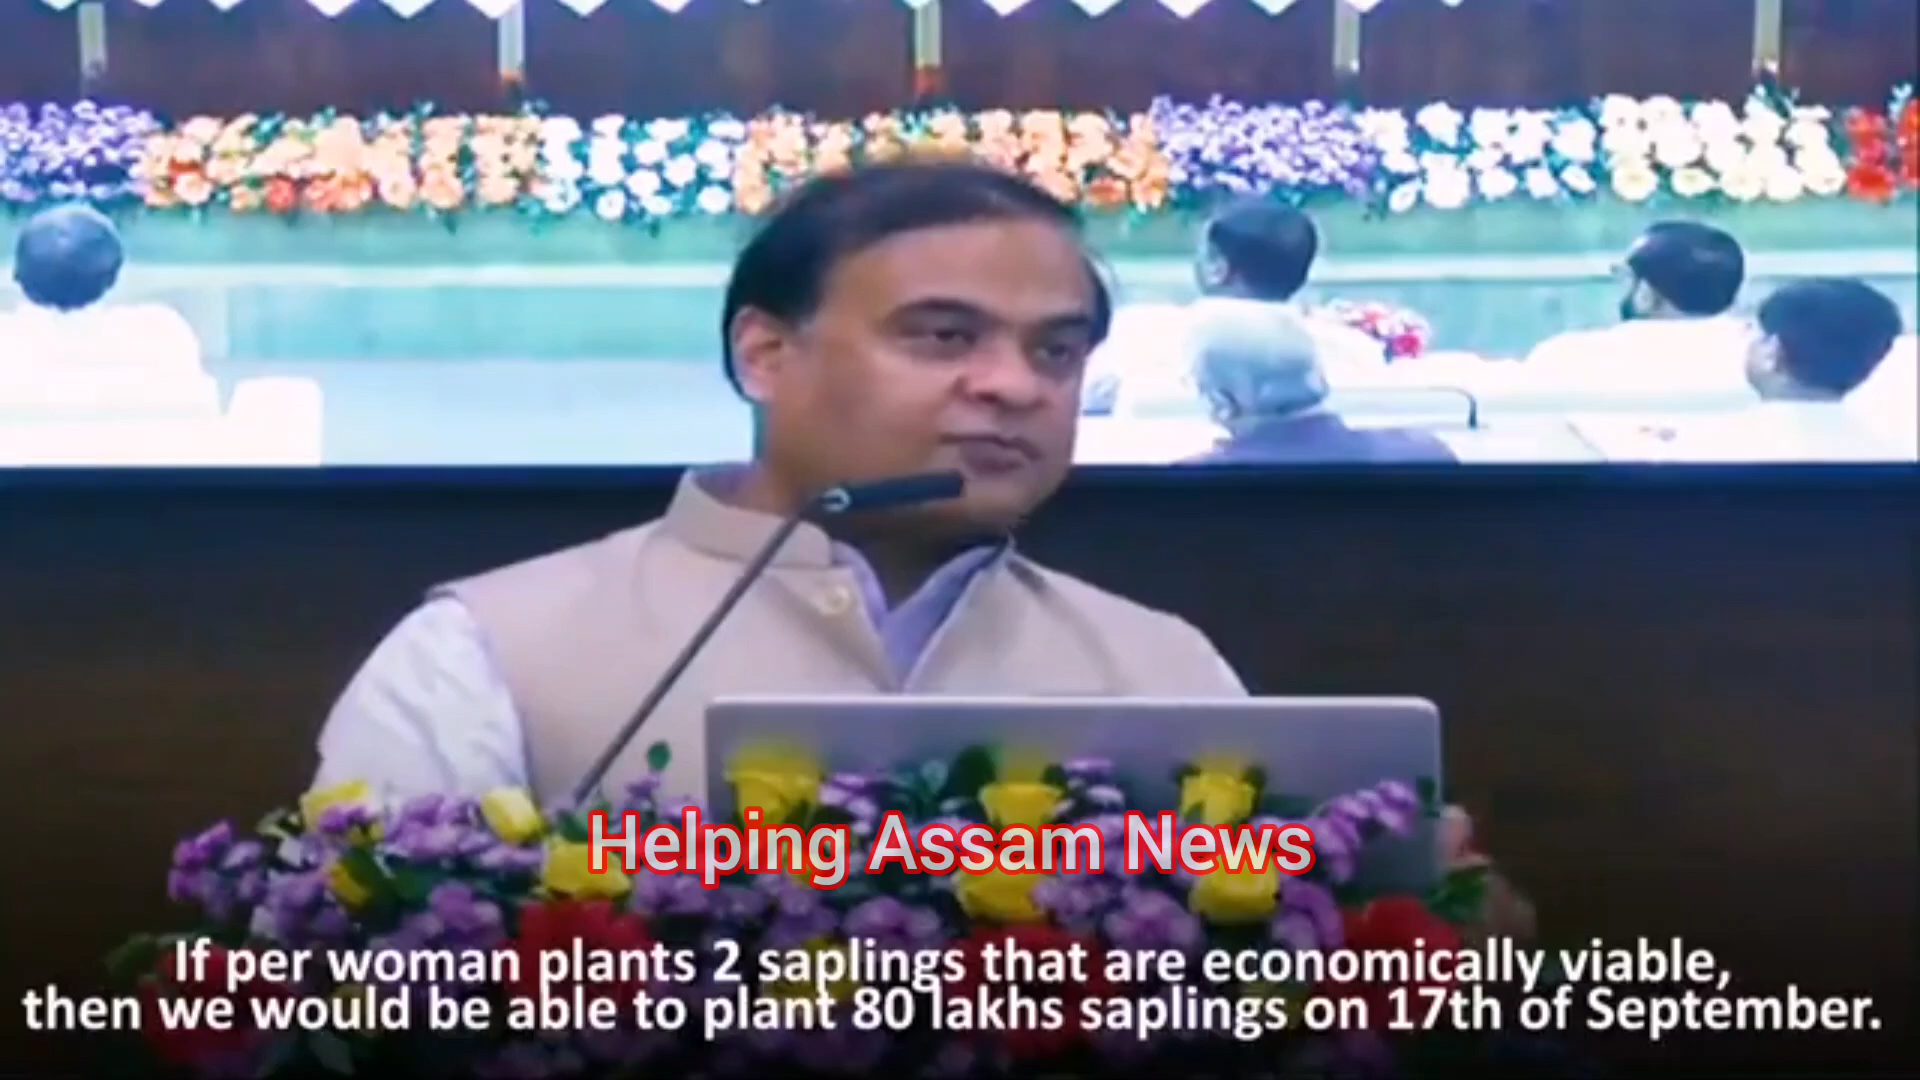 Helping Assam News
If per woman plants 2 saplings that are economically viable,
then we would be able to plant 80 lakhs saplings on 17th of September.